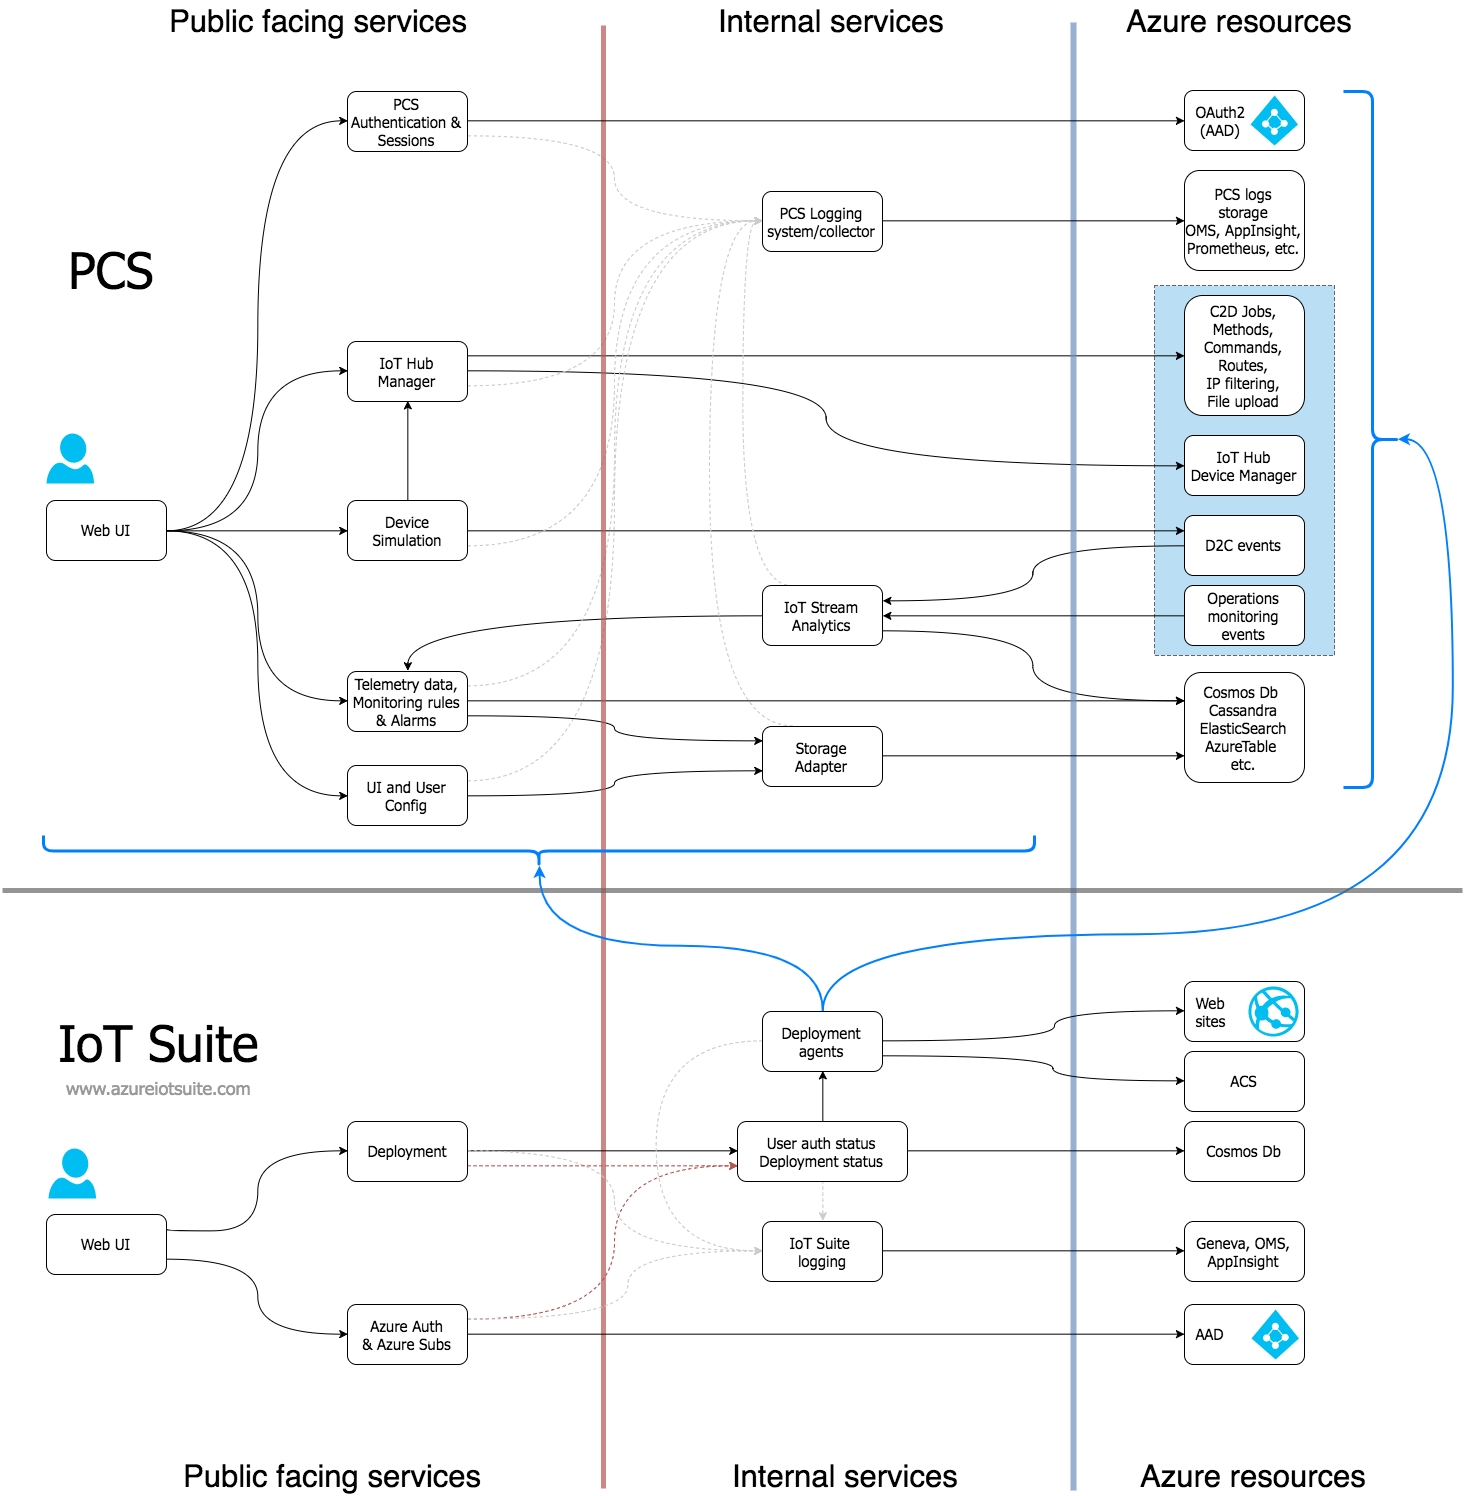 Public facing services
Internal services
Azure resources
PCS
Authentication &
Sessions
OAuth2
(AAD)
PCS Logging
system/collector
PCS logs
storage
OMS, AppInsight,
Prometheus, etc.
PCS
IoT Hub
Manager
C2D Jobs,
Methods,
Commands,
Routes,
IP filtering,
File upload
IoT Hub
Device Manager
Web UI
Device
Simulation
D2C events
IoT Stream
Analytics
Operations
monitoring
events
Telemetry data,
Monitoring rules
& Alarms
Storage
Adapter
Cosmos Db
Cassandra
ElasticSearch
AzureTable
etc.
UI and User
Config
IoT Suite
www.azureiotsuite.com
Deployment
agents
Web
sites
ACS
Deployment
User auth status
Deployment status
Cosmos Db
Web UI
IoT Suite
logging
Geneva, OMS,
AppInsight
Azure Auth
& Azure Subs
AAD
Public facing services
Internal services
Azure resources